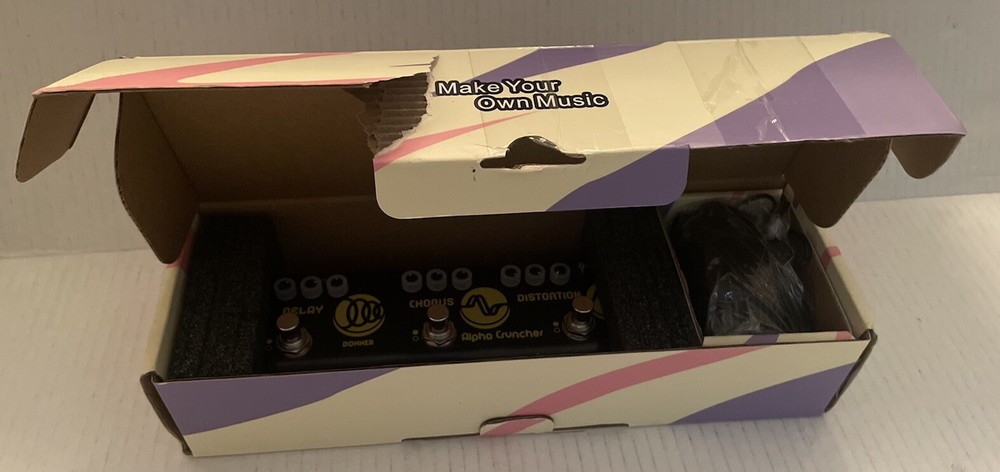 Make Your
Own Music
DELAY
CHORUS
DISTORTION
DONNER
Alpha Cruncher